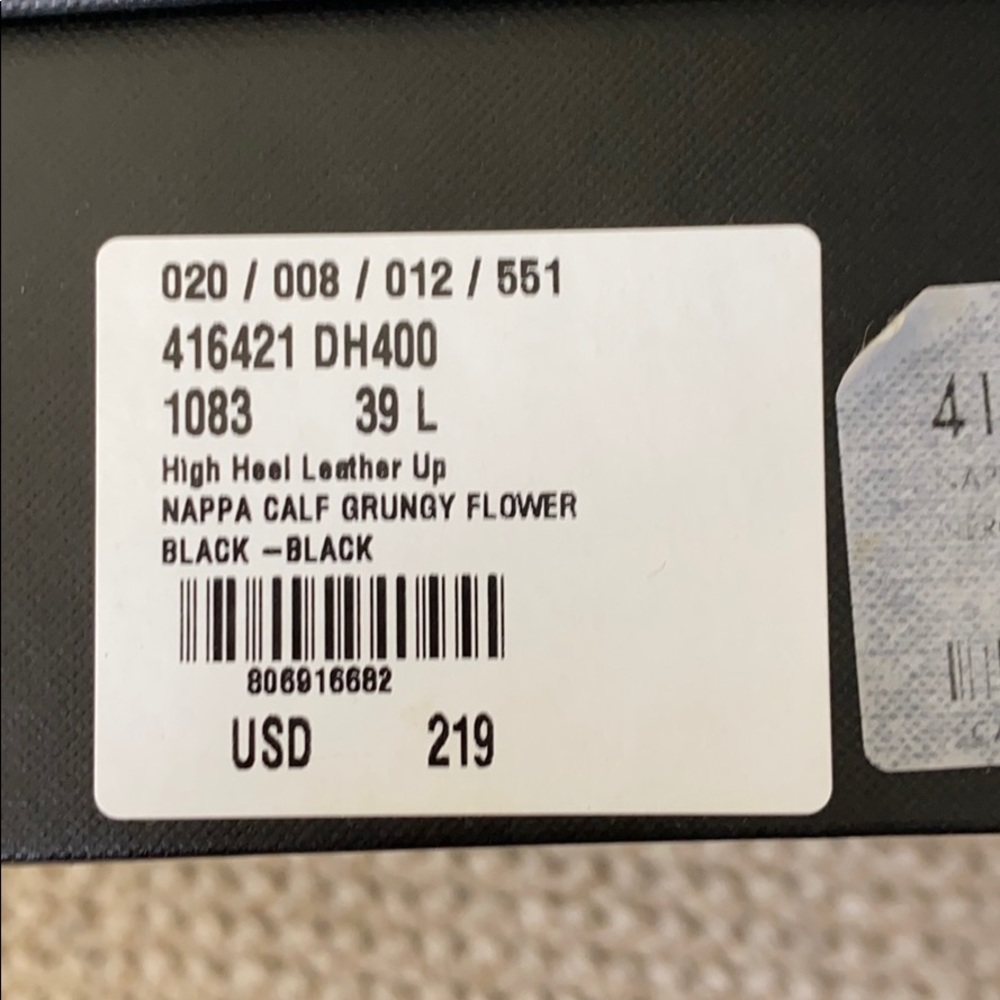 020 / 008 / 012 / 551
416421 DH400
1083 39 L
High Heel Leather Up
NAPPA CALF GRUNGY FLOWER
BLACK –BLACK
806916682
USD 219
41